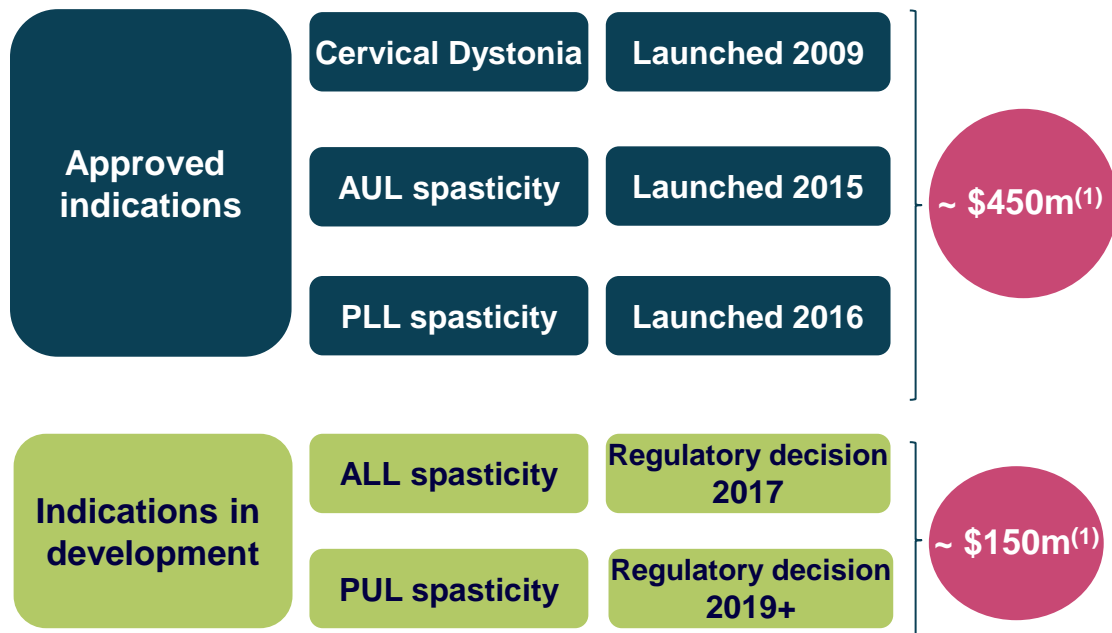 Cervical Dystonia
Launched 2009
Approved
indications
AUL spasticity
Launched 2015
~ $450m(1)
PLL spasticity
Launched 2016
Indications in
development
ALL spasticity
Regulatory decision
2017
~ $150m(1)
PUL spasticity
Regulatory decision
2019+